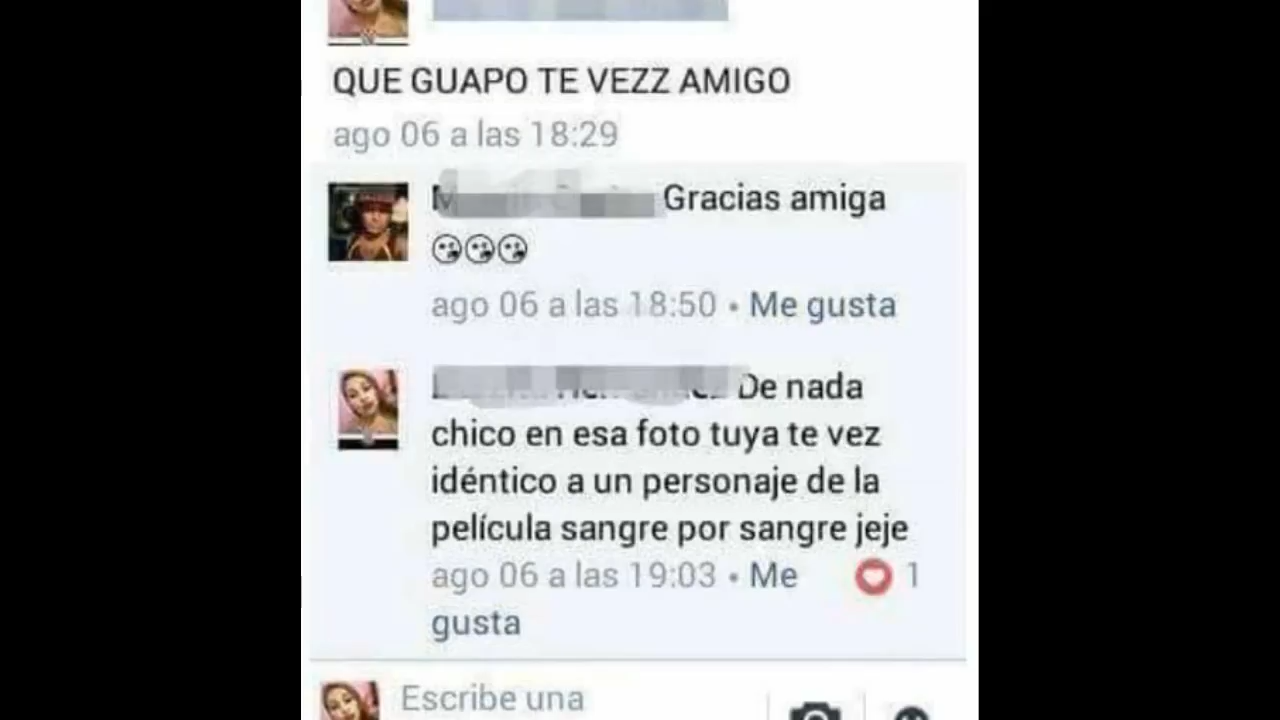 QUE GUAPO TE VEZZ AMIGO
ago 06 a las 18:29
Gracias amiga
😘😘😘
ago 06 a las 18:50 • Me gusta
De nada
chico en esa foto tuya te vez
idéntico a un personaje de la
película sangre por sangre jeje
ago 06 a las 19:03 • Me 1
gusta
Escribe una